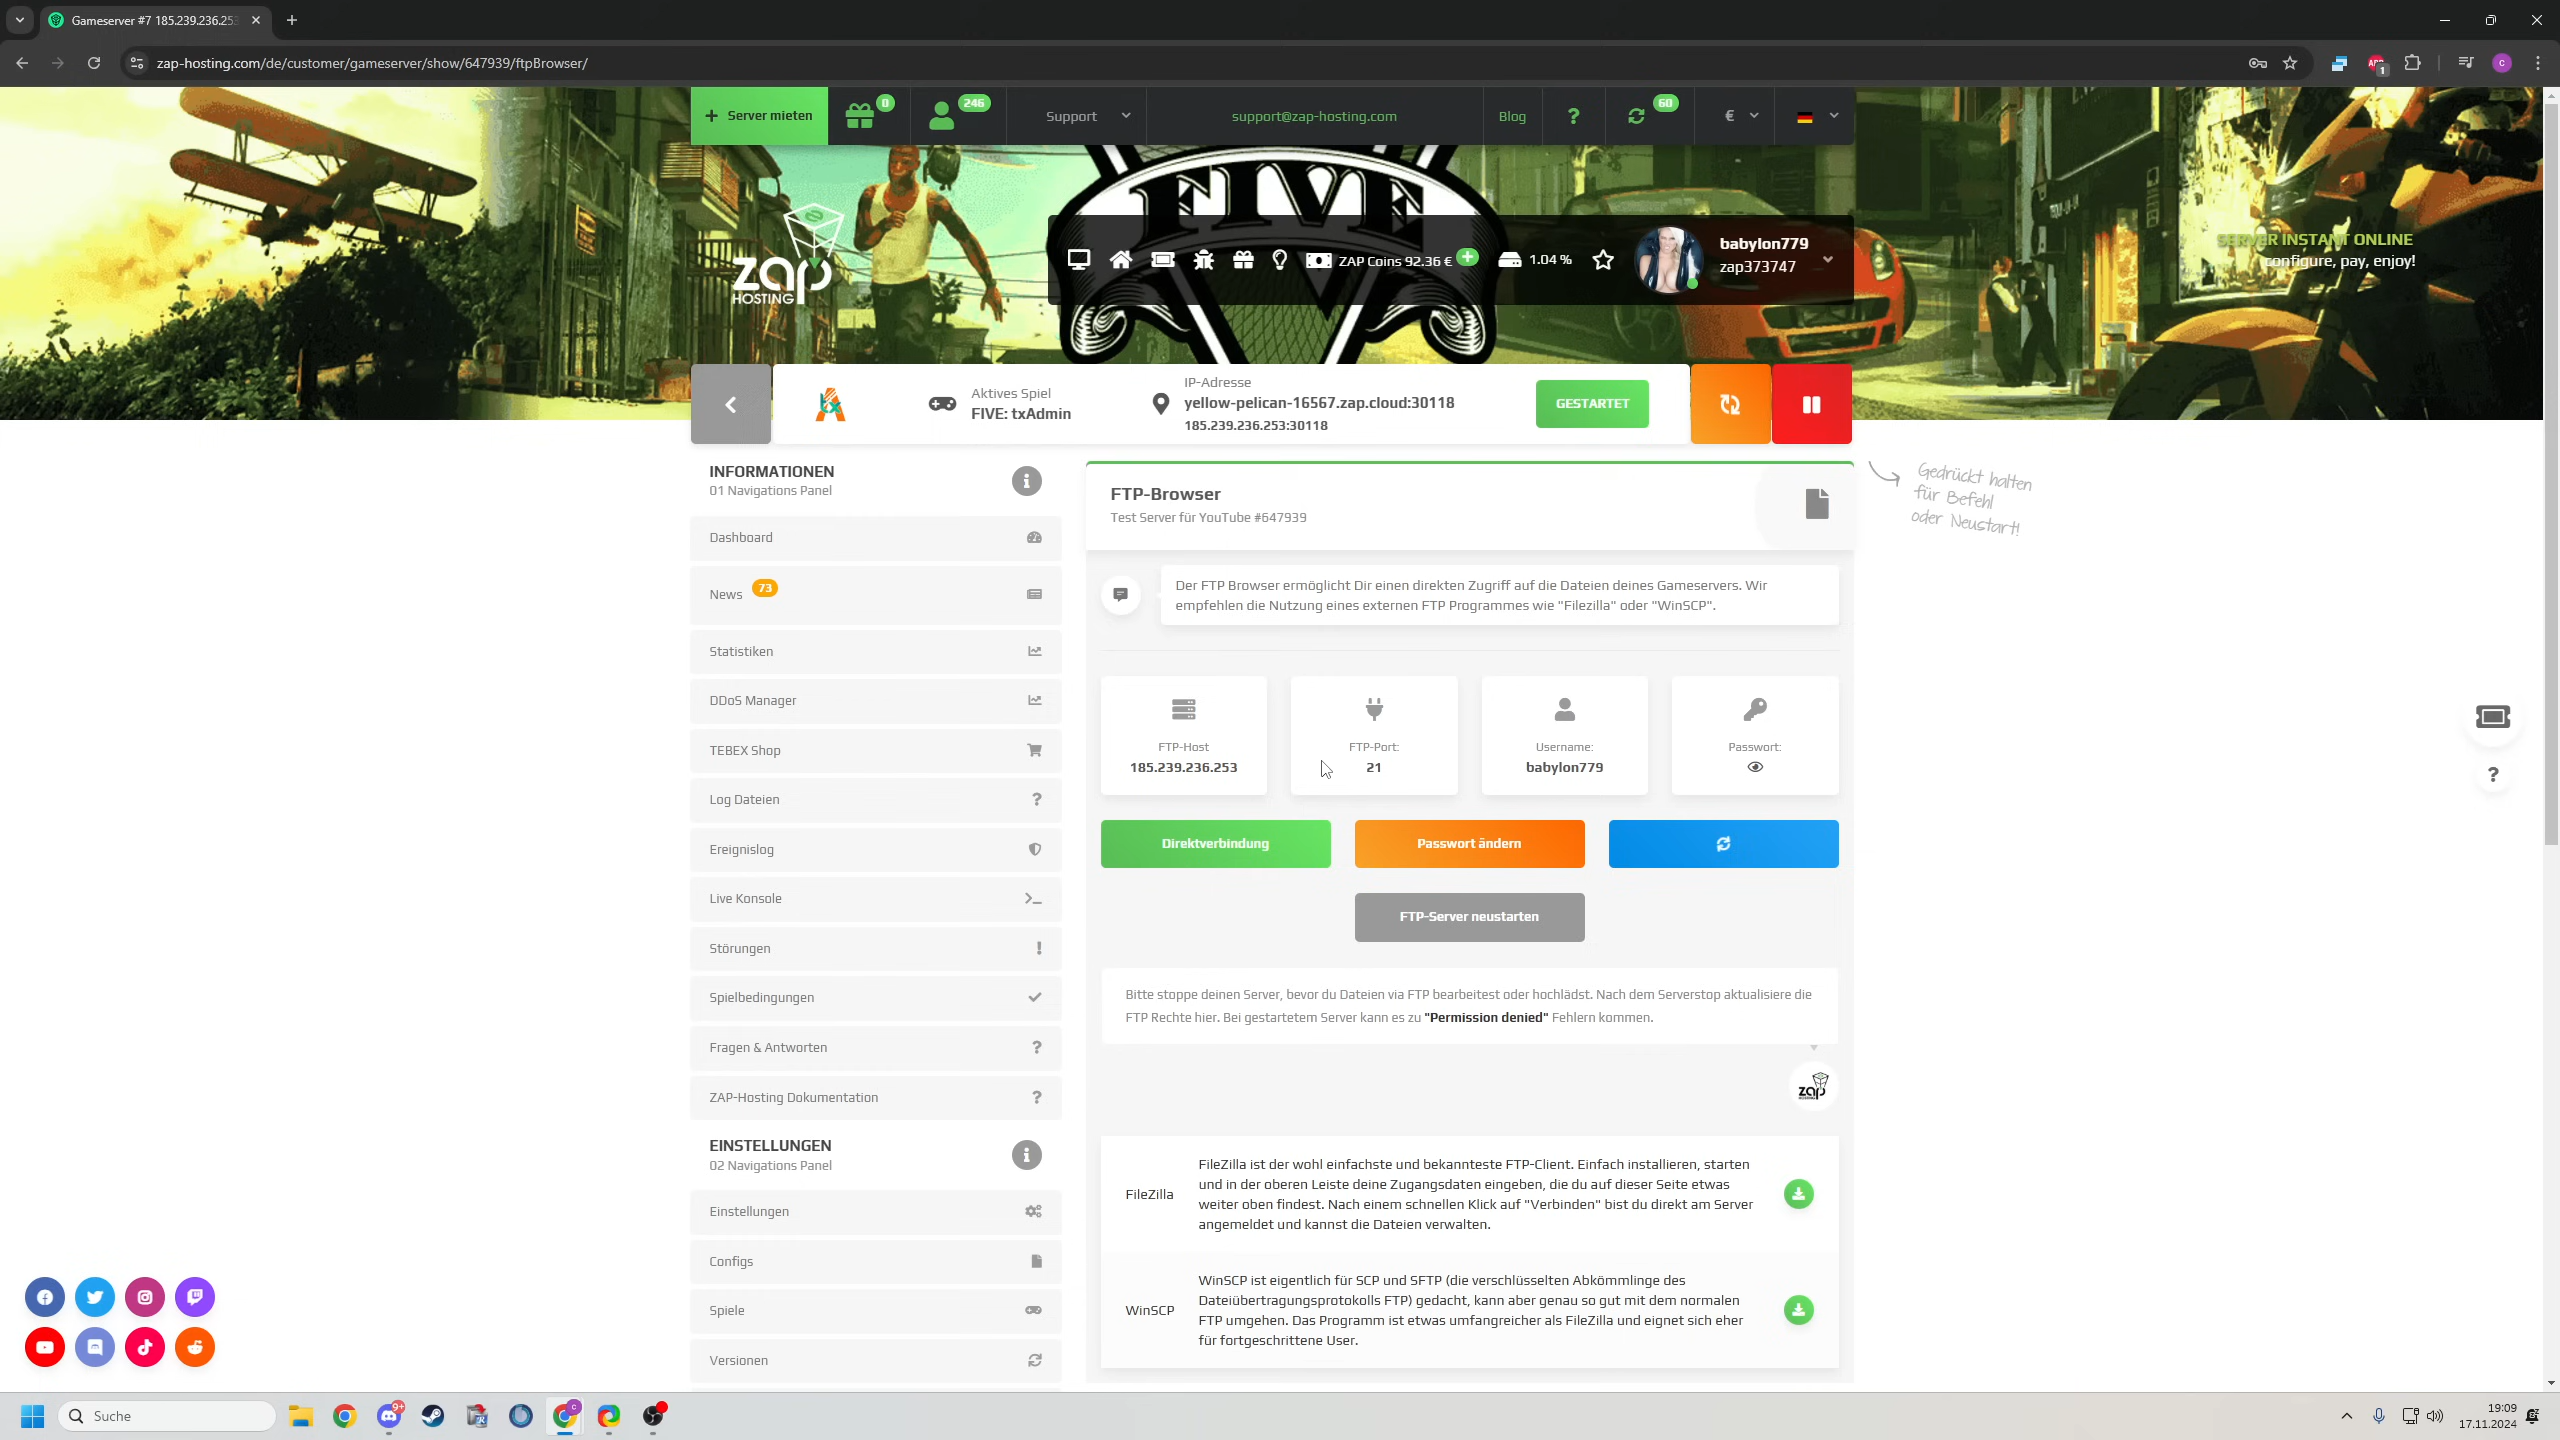 Gameserver #7 185.239.236.253
zap-hosting.com/de/customer/gameserver/show/647939/ftpBrowser/
1
C
Server mieten
0
246
Support
support@zap-hosting.com
Blog
?
60
€
FIVE
zap
HOSTING
ZAP Coins 92.36 €
1.04 %
babylon779
zap373747
SERVER INSTANT ONLINE
configure, pay, enjoy!
Aktives Spiel
FIVE: txAdmin
IP-Adresse
yellow-pelican-16567.zap.cloud:30118
185.239.236.253:30118
GESTARTET
Gedrückt halten
für Befehl
oder Neustart!
INFORMATIONEN
01 Navigations Panel
Dashboard
News 73
Statistiken
DDoS Manager
TEBEX Shop
Log Dateien ?
Ereignislog
Live Konsole
Störungen !
Spielbedingungen
Fragen & Antworten ?
ZAP-Hosting Dokumentation ?
EINSTELLUNGEN
02 Navigations Panel
Einstellungen
Configs
Spiele
Versionen
FTP-Browser
Test Server für YouTube #647939
Der FTP Browser ermöglicht Dir einen direkten Zugriff auf die Dateien deines Gameservers. Wir
empfehlen die Nutzung eines externen FTP Programmes wie "Filezilla" oder "WinSCP".
FTP-Host
185.239.236.253
FTP-Port:
21
Username:
babylon779
Passwort:
Direktverbindung
Passwort ändern
FTP-Server neustarten
Bitte stoppe deinen Server, bevor du Dateien via FTP bearbeitest oder hochlädst. Nach dem Serverstop aktualisiere die
FTP Rechte hier. Bei gestartetem Server kann es zu "Permission denied" Fehlern kommen.
zap
FileZilla
FileZilla ist der wohl einfachste und bekannteste FTP-Client. Einfach installieren, starten
und in der oberen Leiste deine Zugangsdaten eingeben, die du auf dieser Seite etwas
weiter oben findest. Nach einem schnellen Klick auf "Verbinden" bist du direkt am Server
angemeldet und kannst die Dateien verwalten.
WinSCP
WinSCP ist eigentlich für SCP und SFTP (die verschlüsselten Abkömmlinge des
Dateiübertragungsprotokolls FTP) gedacht, kann aber genau so gut mit dem normalen
FTP umgehen. Das Programm ist etwas umfangreicher als FileZilla und eignet sich eher
für fortgeschrittene User.
?
Suche
9+
C
19:09
17.11.2024